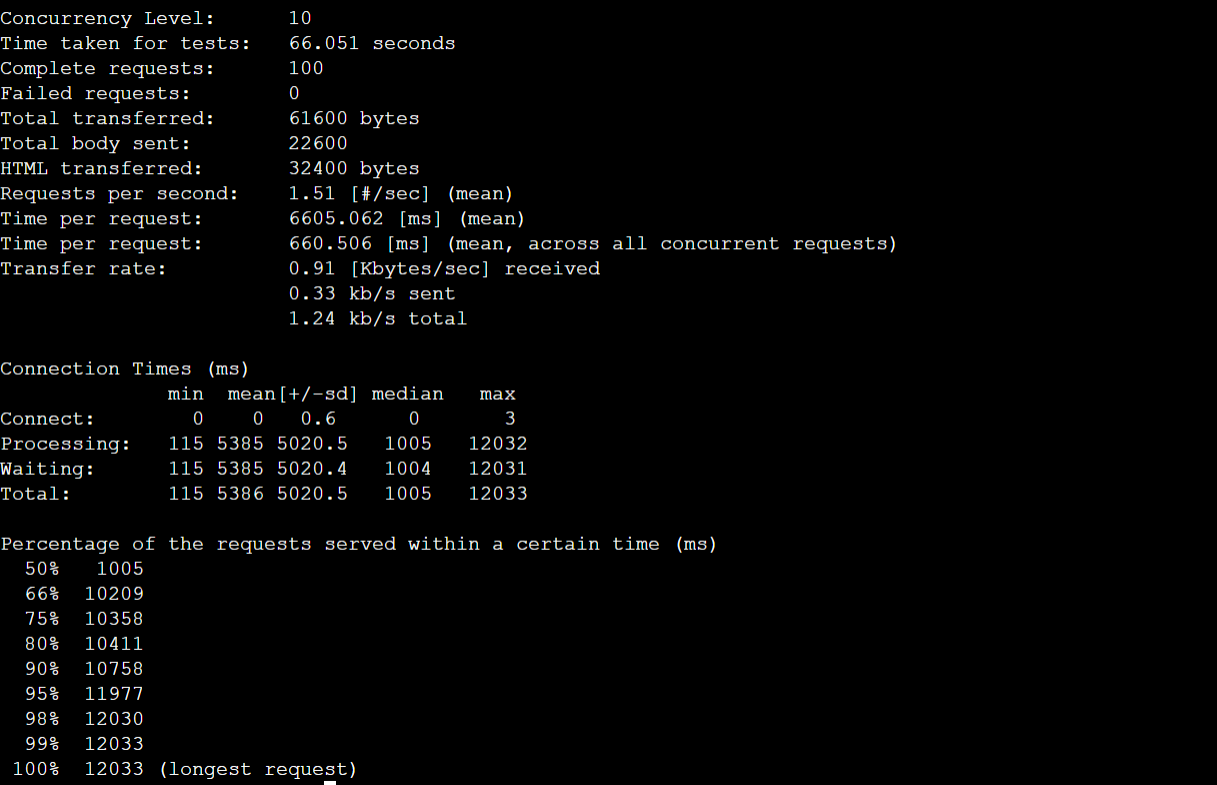 Concurrency Level:      10
Time taken for tests:   66.051 seconds
Complete requests:      100
Failed requests:        0
Total transferred:      61600 bytes
Total body sent:        22600
HTML transferred:       32400 bytes
Requests per second:    1.51 [#/sec] (mean)
Time per request:       6605.062 [ms] (mean)
Time per request:       660.506 [ms] (mean, across all concurrent requests)
Transfer rate:          0.91 [Kbytes/sec] received
                        0.33 kb/s sent
                        1.24 kb/s total

Connection Times (ms)
              min  mean[+/-sd] median   max
Connect:        0    0   0.6      0       3
Processing:   115 5385 5020.5   1005   12032
Waiting:      115 5385 5020.4   1004   12031
Total:        115 5386 5020.5   1005   12033

Percentage of the requests served within a certain time (ms)
  50%   1005
  66%  10209
  75%  10358
  80%  10411
  90%  10758
  95%  11977
  98%  12030
  99%  12033
 100%  12033 (longest request)